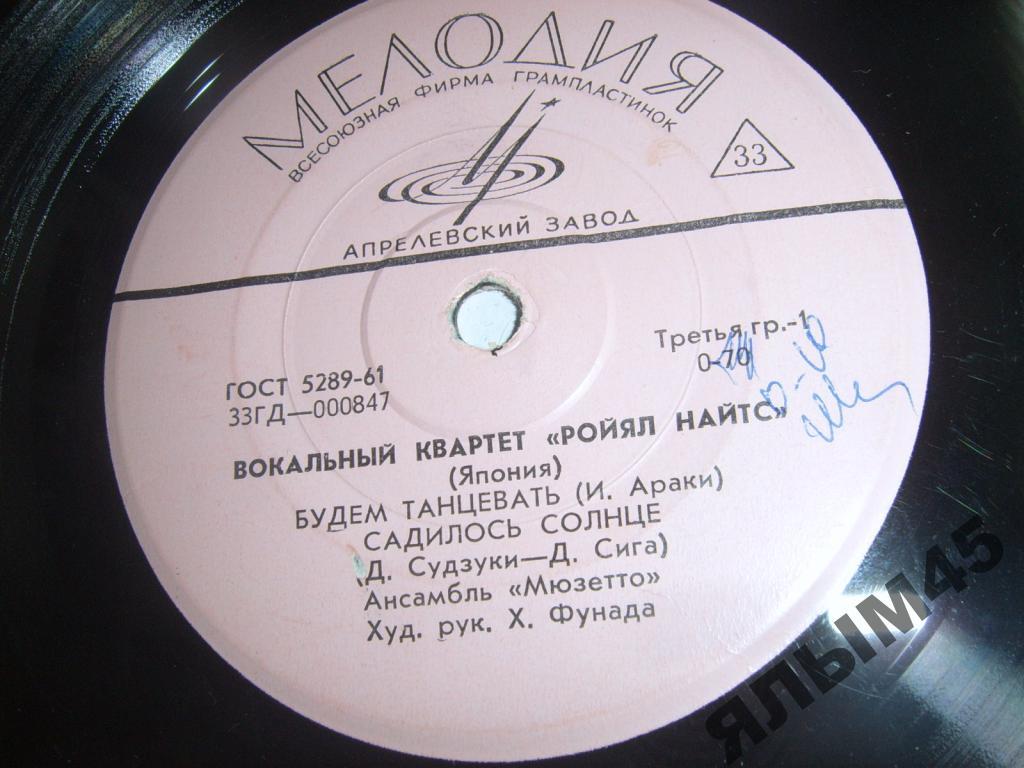 МЕЛОДИЯ
ВСЕСОЮЗНАЯ ФИРМА ГРАМПЛАСТИНОК
33
АПРЕЛЕВСКИЙ ЗАВОД
Третья гр.-1
0-70
ГОСТ 5289-61
33ГД—000847
ВОКАЛЬНЫЙ КВАРТЕТ «РОЙЯЛ НАЙТС»
(Япония)
БУДЕМ ТАНЦЕВАТЬ (И. Араки)
САДИЛОСЬ СОЛНЦЕ
(Д. Судзуки—Д. Сига)
Ансамбль «Мюзетто»
Худ. рук. Х. Фунада
ЯЛЫМ45